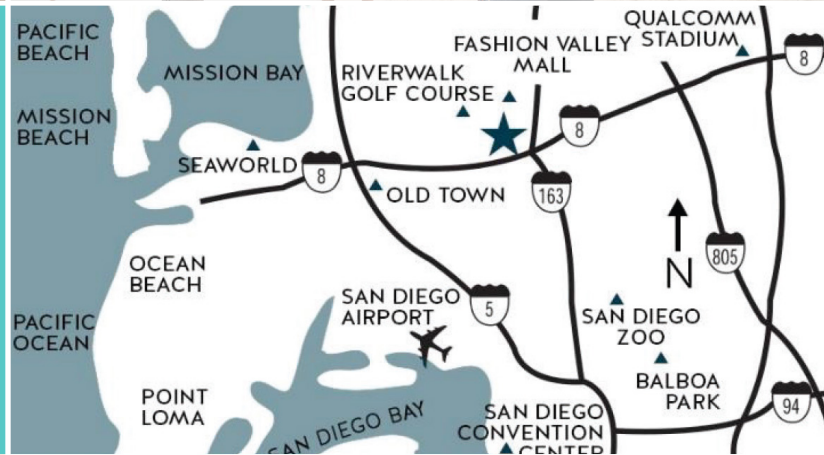 PACIFIC
BEACH
MISSION BAY
MISSION
BEACH
SEAWORLD
RIVERWALK
GOLF COURSE
FASHION VALLEY
MALL
QUALCOMM
STADIUM
8
8
8
OLD TOWN
163
N
805
OCEAN
BEACH
SAN DIEGO
AIRPORT
5
SAN DIEGO
ZOO
PACIFIC
OCEAN
BALBOA
PARK
POINT
LOMA
SAN DIEGO BAY
SAN DIEGO
CONVENTION
CENTER
94